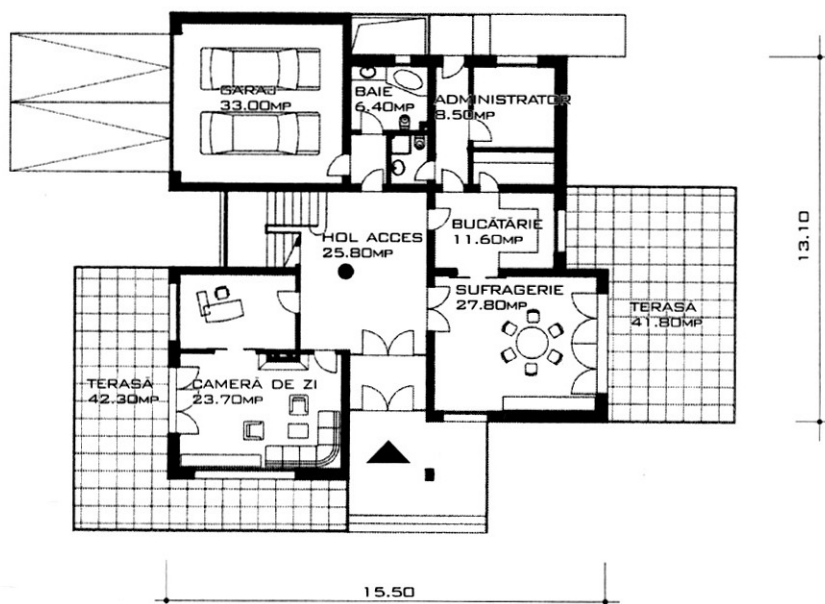 GARAJ
33.00MP
BAIE
6.40MP
ADMINISTRATOR
8.50MP
BUCĂTĂRIE
11.60MP
HOL ACCES
25.80MP
SUFRAGERIE
27.80MP
TERASĂ
41.80MP
TERASĂ
42.30MP
CAMERĂ DE ZI
23.70MP
13.10
15.50